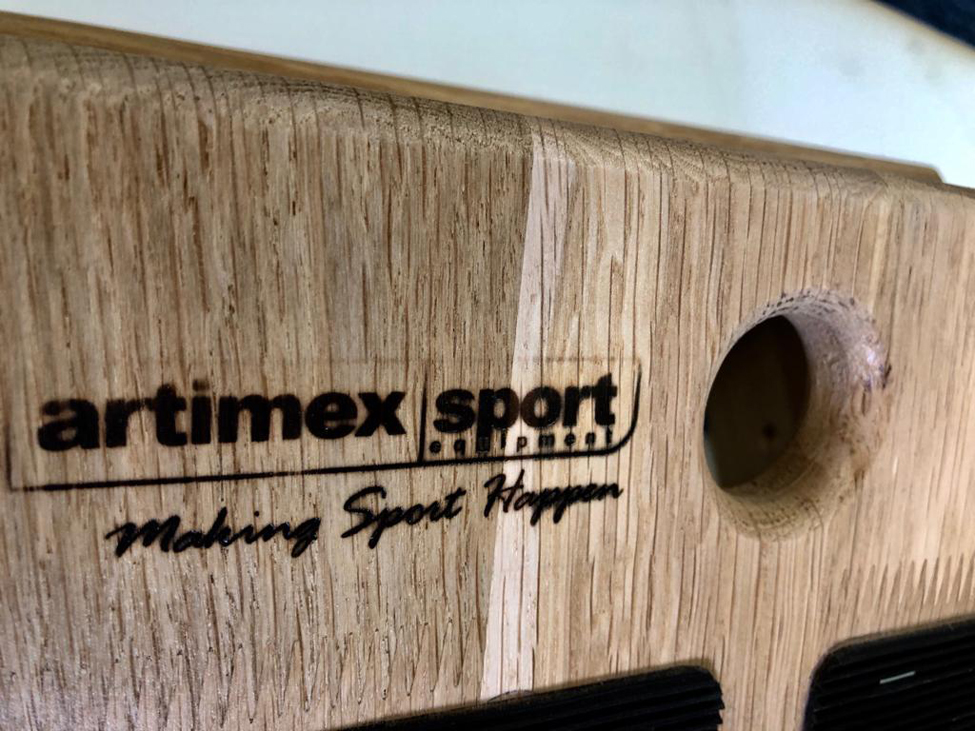 artimex sport
equipment
Making Sport Happen